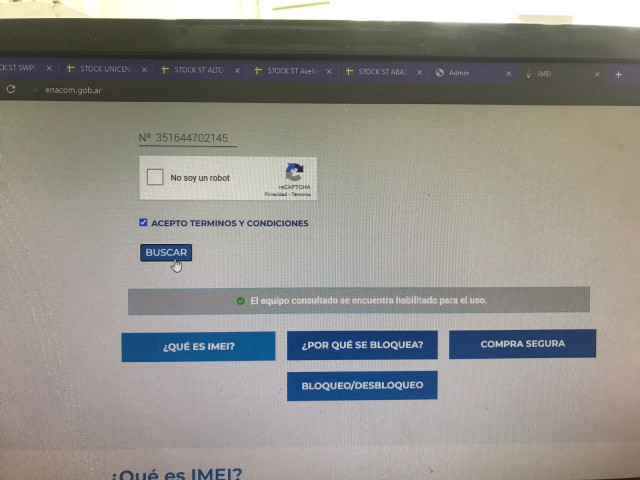 CK ST SWP
STOCK UNICEN
STOCK ST ALTO
STOCK ST Avell
STOCK ST ABAS
Admin
IMEI
enacom.gob.ar
Nº 351644702145
No soy un robot
reCAPTCHA
Privacidad - Términos
ACEPTO TERMINOS Y CONDICIONES
BUSCAR
El equipo consultado se encuentra habilitado para el uso.
¿QUÉ ES IMEI?
¿POR QUÉ SE BLOQUEA?
COMPRA SEGURA
BLOQUEO/DESBLOQUEO
¿Qué es IMEI?